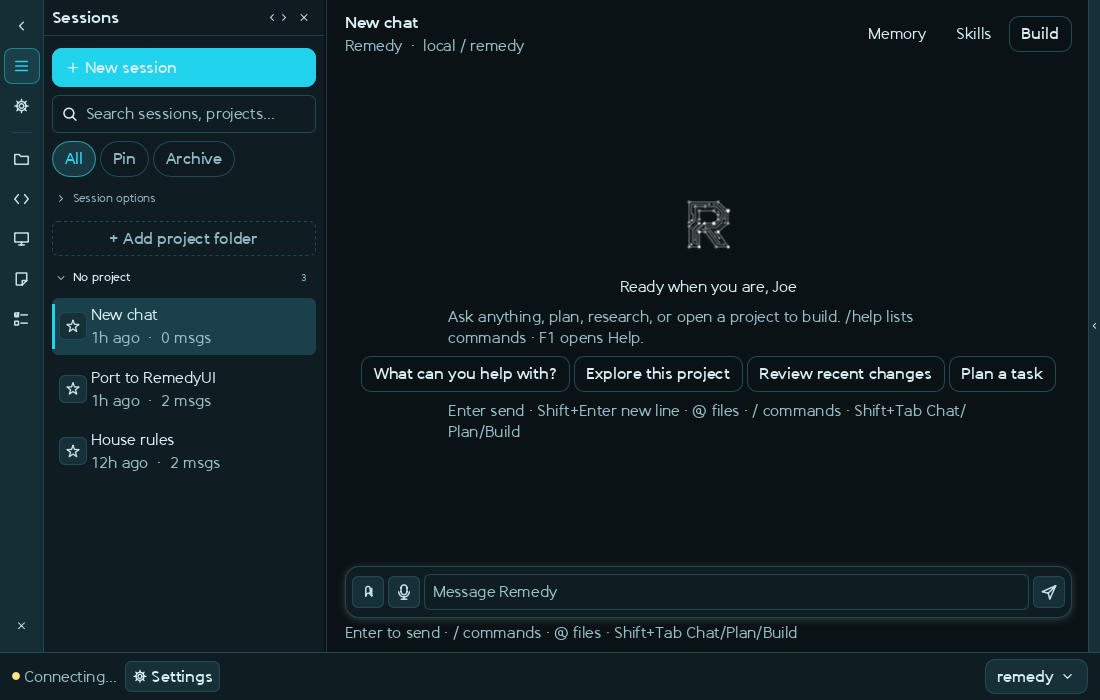 Sessions
New session
Search sessions, projects...
All
Pin
Archive
Session options
+ Add project folder
No project
3
New chat
1h ago · 0 msgs
Port to RemedyUI
1h ago · 2 msgs
House rules
12h ago · 2 msgs
New chat
Remedy · local / remedy
Memory
Skills
Build
R
Ready when you are, Joe
Ask anything, plan, research, or open a project to build. /help lists
commands · F1 opens Help.
What can you help with?
Explore this project
Review recent changes
Plan a task
Enter send · Shift+Enter new line · @ files · / commands · Shift+Tab Chat/
Plan/Build
Message Remedy
Enter to send · / commands · @ files · Shift+Tab Chat/Plan/Build
Connecting...
Settings
remedy